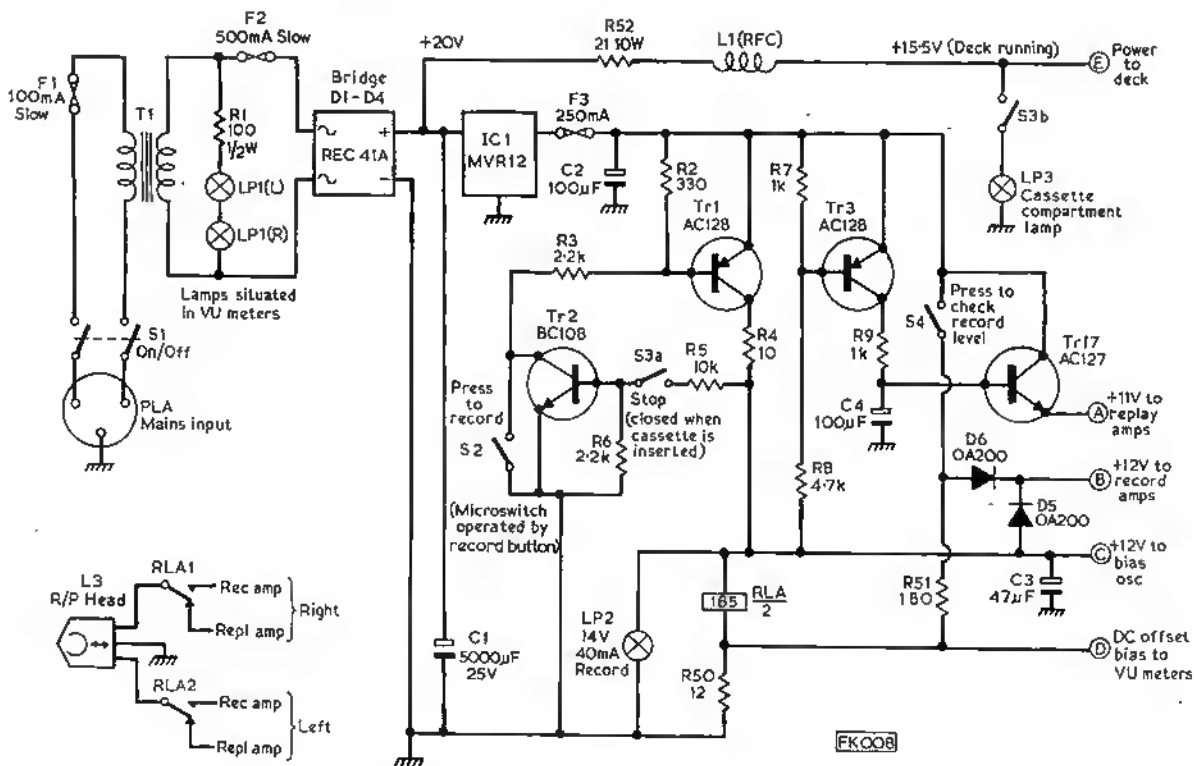 F2
500mA Slow
F1
100mA
Slow
T1
R1
100
1/2W
LP1(L)
LP1(R)
Lamps situated
in VU meters
S1
On/Off
PLA
Mains input
Bridge
D1-D4
REC 41A
+
−
+20V
R52
21 10W
L1(RFC)
+15·5V (Deck running)
E
Power
to
deck
S3b
LP3
Cassette
compartment
lamp
IC1
MVR12
F3
250mA
C2
100µF
R2
330
Tr1
AC128
R7
1k
Tr3
AC128
R3
2·2k
Tr2
BC108
R4
10
S3a
R5
10k
Stop
(closed when
cassette is
inserted)
Press
to
record
S2
R6
2·2k
(Microswitch
operated by
record button)
R9
1k
C4
100µF
R8
4·7k
Press to
check
record
level
S4
Tr17
AC127
A
+11V to
replay
amps
D6
OA200
B
+12V to
record
amps
D5
OA200
C
+12V to
bias
osc
C3
47µF
R51
180
165
RLA
2
LP2
14V
40mA
Record
R50
12
D
DC offset
bias to
VU meters
C1
5000µF
25V
L3
R/P Head
RLA1
Rec amp
Repl amp
Right
RLA2
Rec amp
Repl amp
Left
FK008